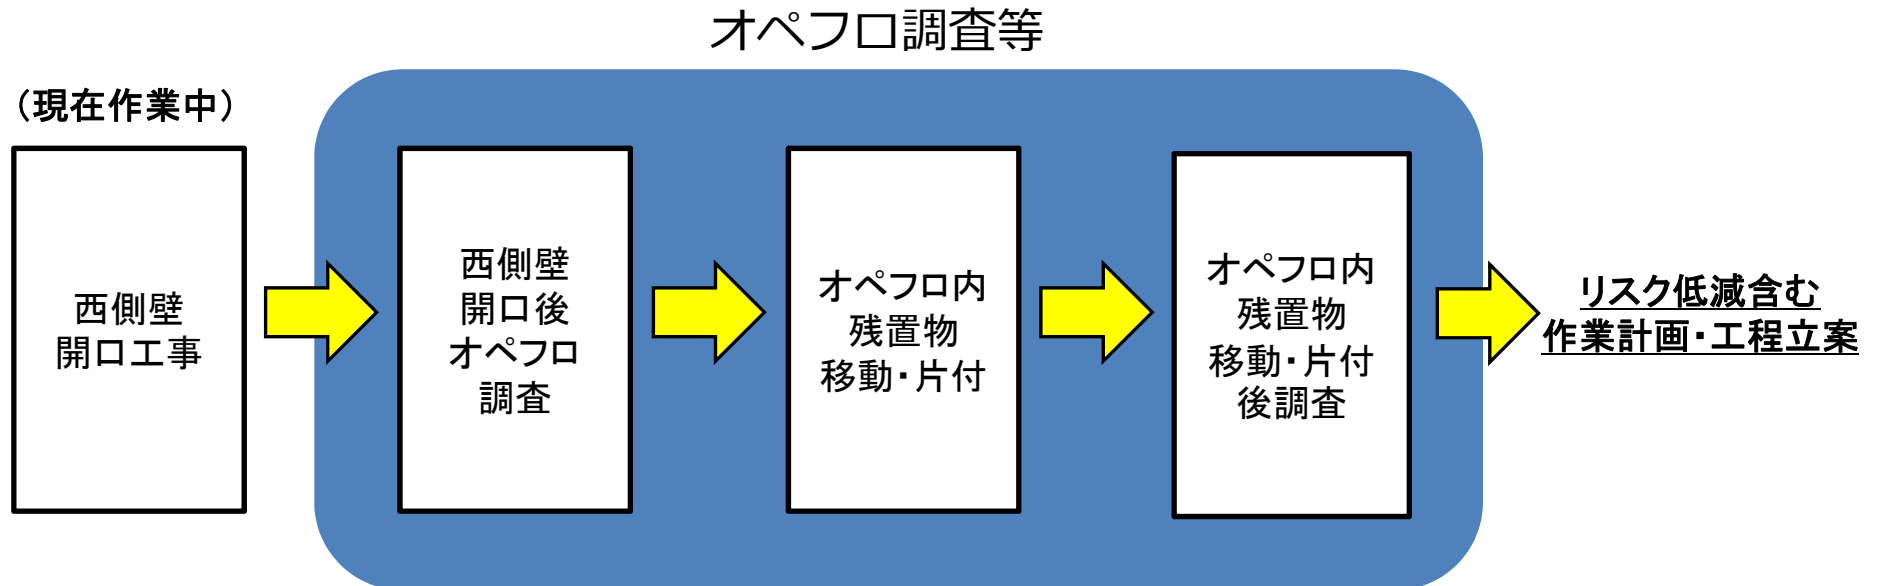 オペフロ調査等
（現在作業中）
西側壁
開口工事
西側壁
開口後
オペフロ
調査
オペフロ内
残置物
移動・片付
オペフロ内
残置物
移動・片付
後調査
リスク低減含む
作業計画・工程立案